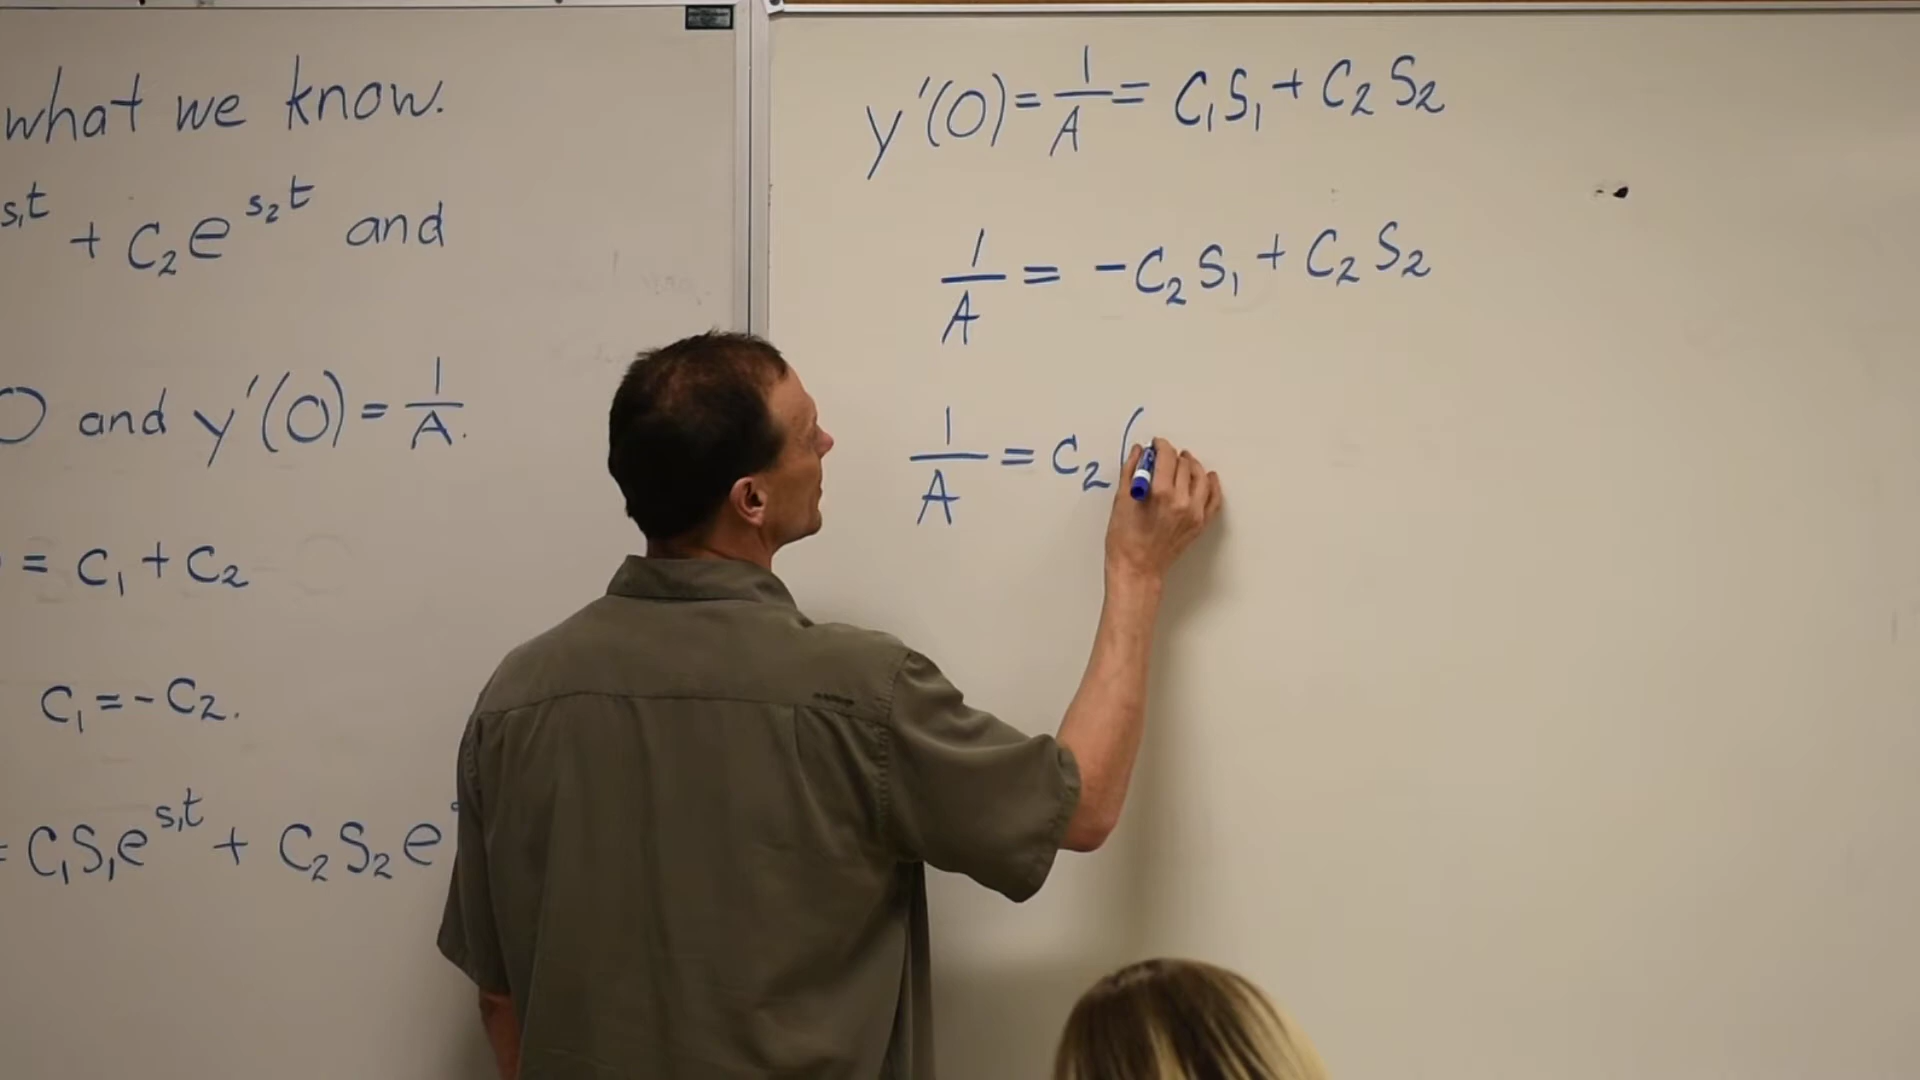 what we know.
s₁t + c₂e^(s₂t) and
0 and y'(0) = 1/A.
= c₁ + c₂
c₁ = -c₂.
= c₁s₁e^(s₁t) + c₂s₂e
y'(0) = 1/A = c₁s₁ + c₂s₂
1/A = -c₂s₁ + c₂s₂
1/A = c₂(